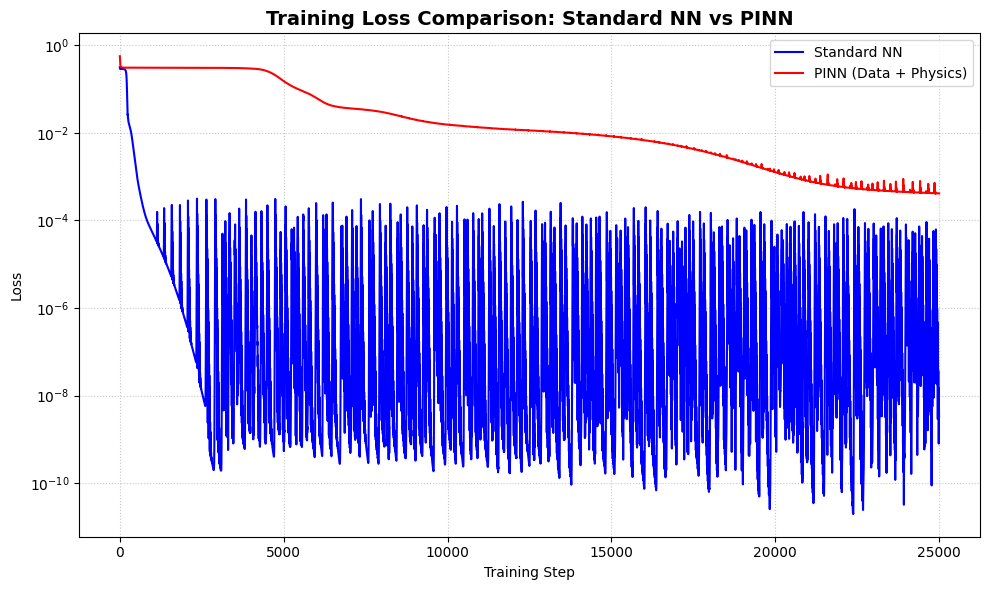 Training Loss Comparison: Standard NN vs PINN
Standard NN
PINN (Data + Physics)
Loss
10⁰
10⁻²
10⁻⁴
10⁻⁶
10⁻⁸
10⁻¹⁰
0 5000 10000 15000 20000 25000
Training Step